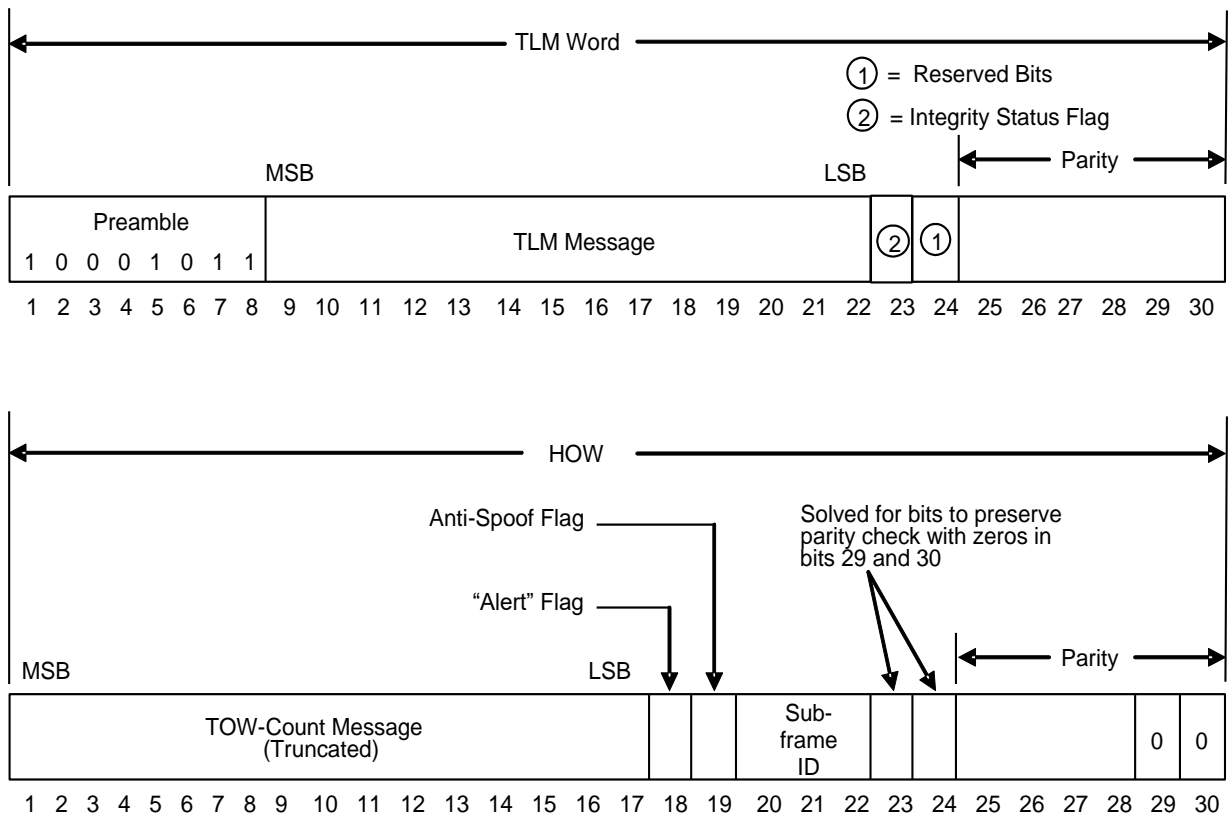 TLM Word
1 = Reserved Bits
2 = Integrity Status Flag
MSB
LSB
Parity
Preamble
1 0 0 0 1 0 1 1
TLM Message
2
1
1 2 3 4 5 6 7 8 9 10 11 12 13 14 15 16 17 18 19 20 21 22 23 24 25 26 27 28 29 30
HOW
Anti-Spoof Flag
Solved for bits to preserve
parity check with zeros in
bits 29 and 30
“Alert” Flag
MSB
LSB
Parity
TOW-Count Message
(Truncated)
Sub-
frame
ID
0
0
1 2 3 4 5 6 7 8 9 10 11 12 13 14 15 16 17 18 19 20 21 22 23 24 25 26 27 28 29 30